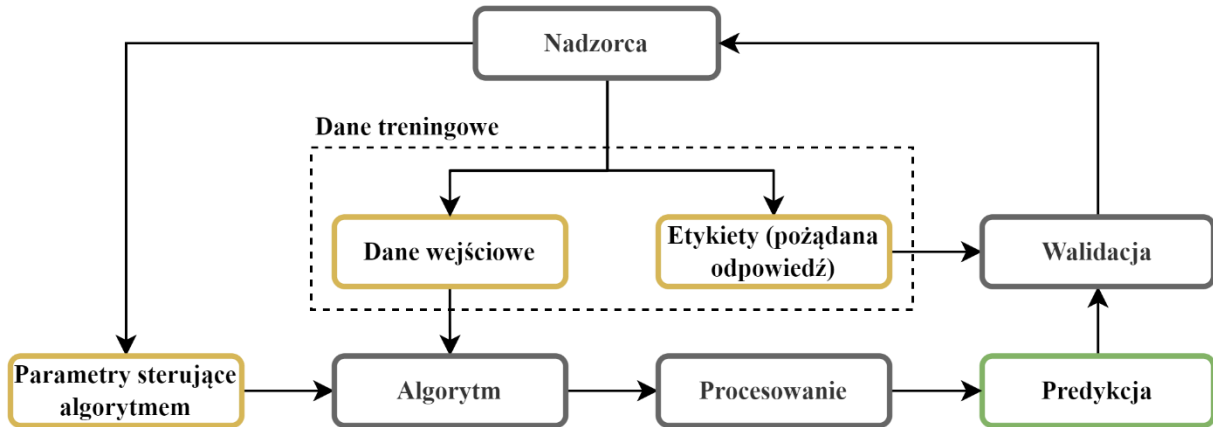 Nadzorca
Dane treningowe
Dane wejściowe
Etykiety (pożądana
odpowiedź)
Walidacja
Parametry sterujące
algorytmem
Algorytm
Procesowanie
Predykcja